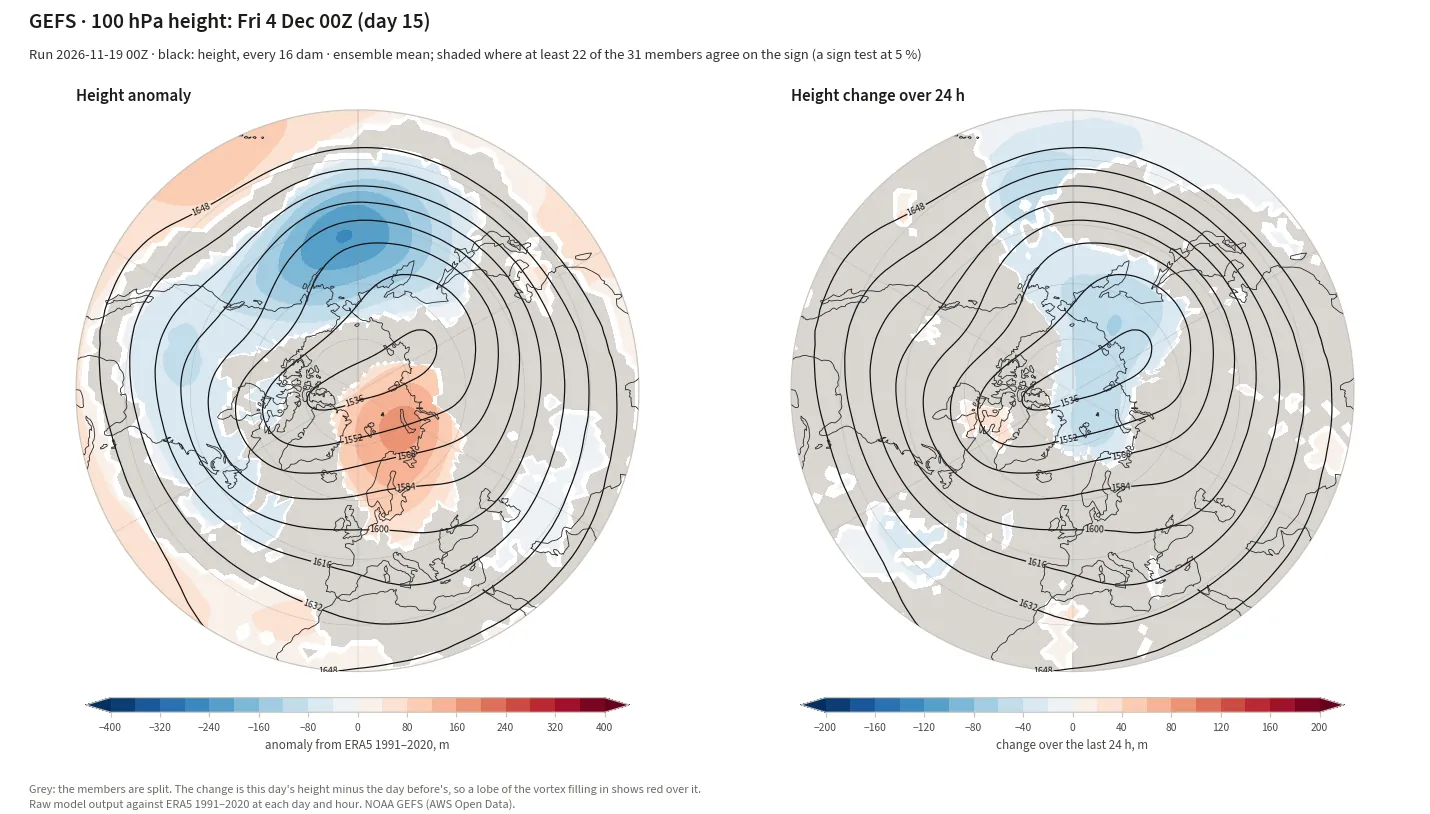 GEFS · 100 hPa height: Fri 4 Dec 00Z (day 15)
Run 2026-11-19 00Z · black: height, every 16 dam · ensemble mean; shaded where at least 22 of the 31 members agree on the sign (a sign test at 5 %)
Height anomaly
Height change over 24 h
1648
1536
1552
1568
1584
1600
1616
1632
1648
1648
1536
1552
1568
1584
1600
1616
1632
1648
−400 −320 −240 −160 −80 0 80 160 240 320 400
anomaly from ERA5 1991–2020, m
−200 −160 −120 −80 −40 0 40 80 120 160 200
change over the last 24 h, m
Grey: the members are split. The change is this day's height minus the day before's, so a lobe of the vortex filling in shows red over it.
Raw model output against ERA5 1991–2020 at each day and hour. NOAA GEFS (AWS Open Data).